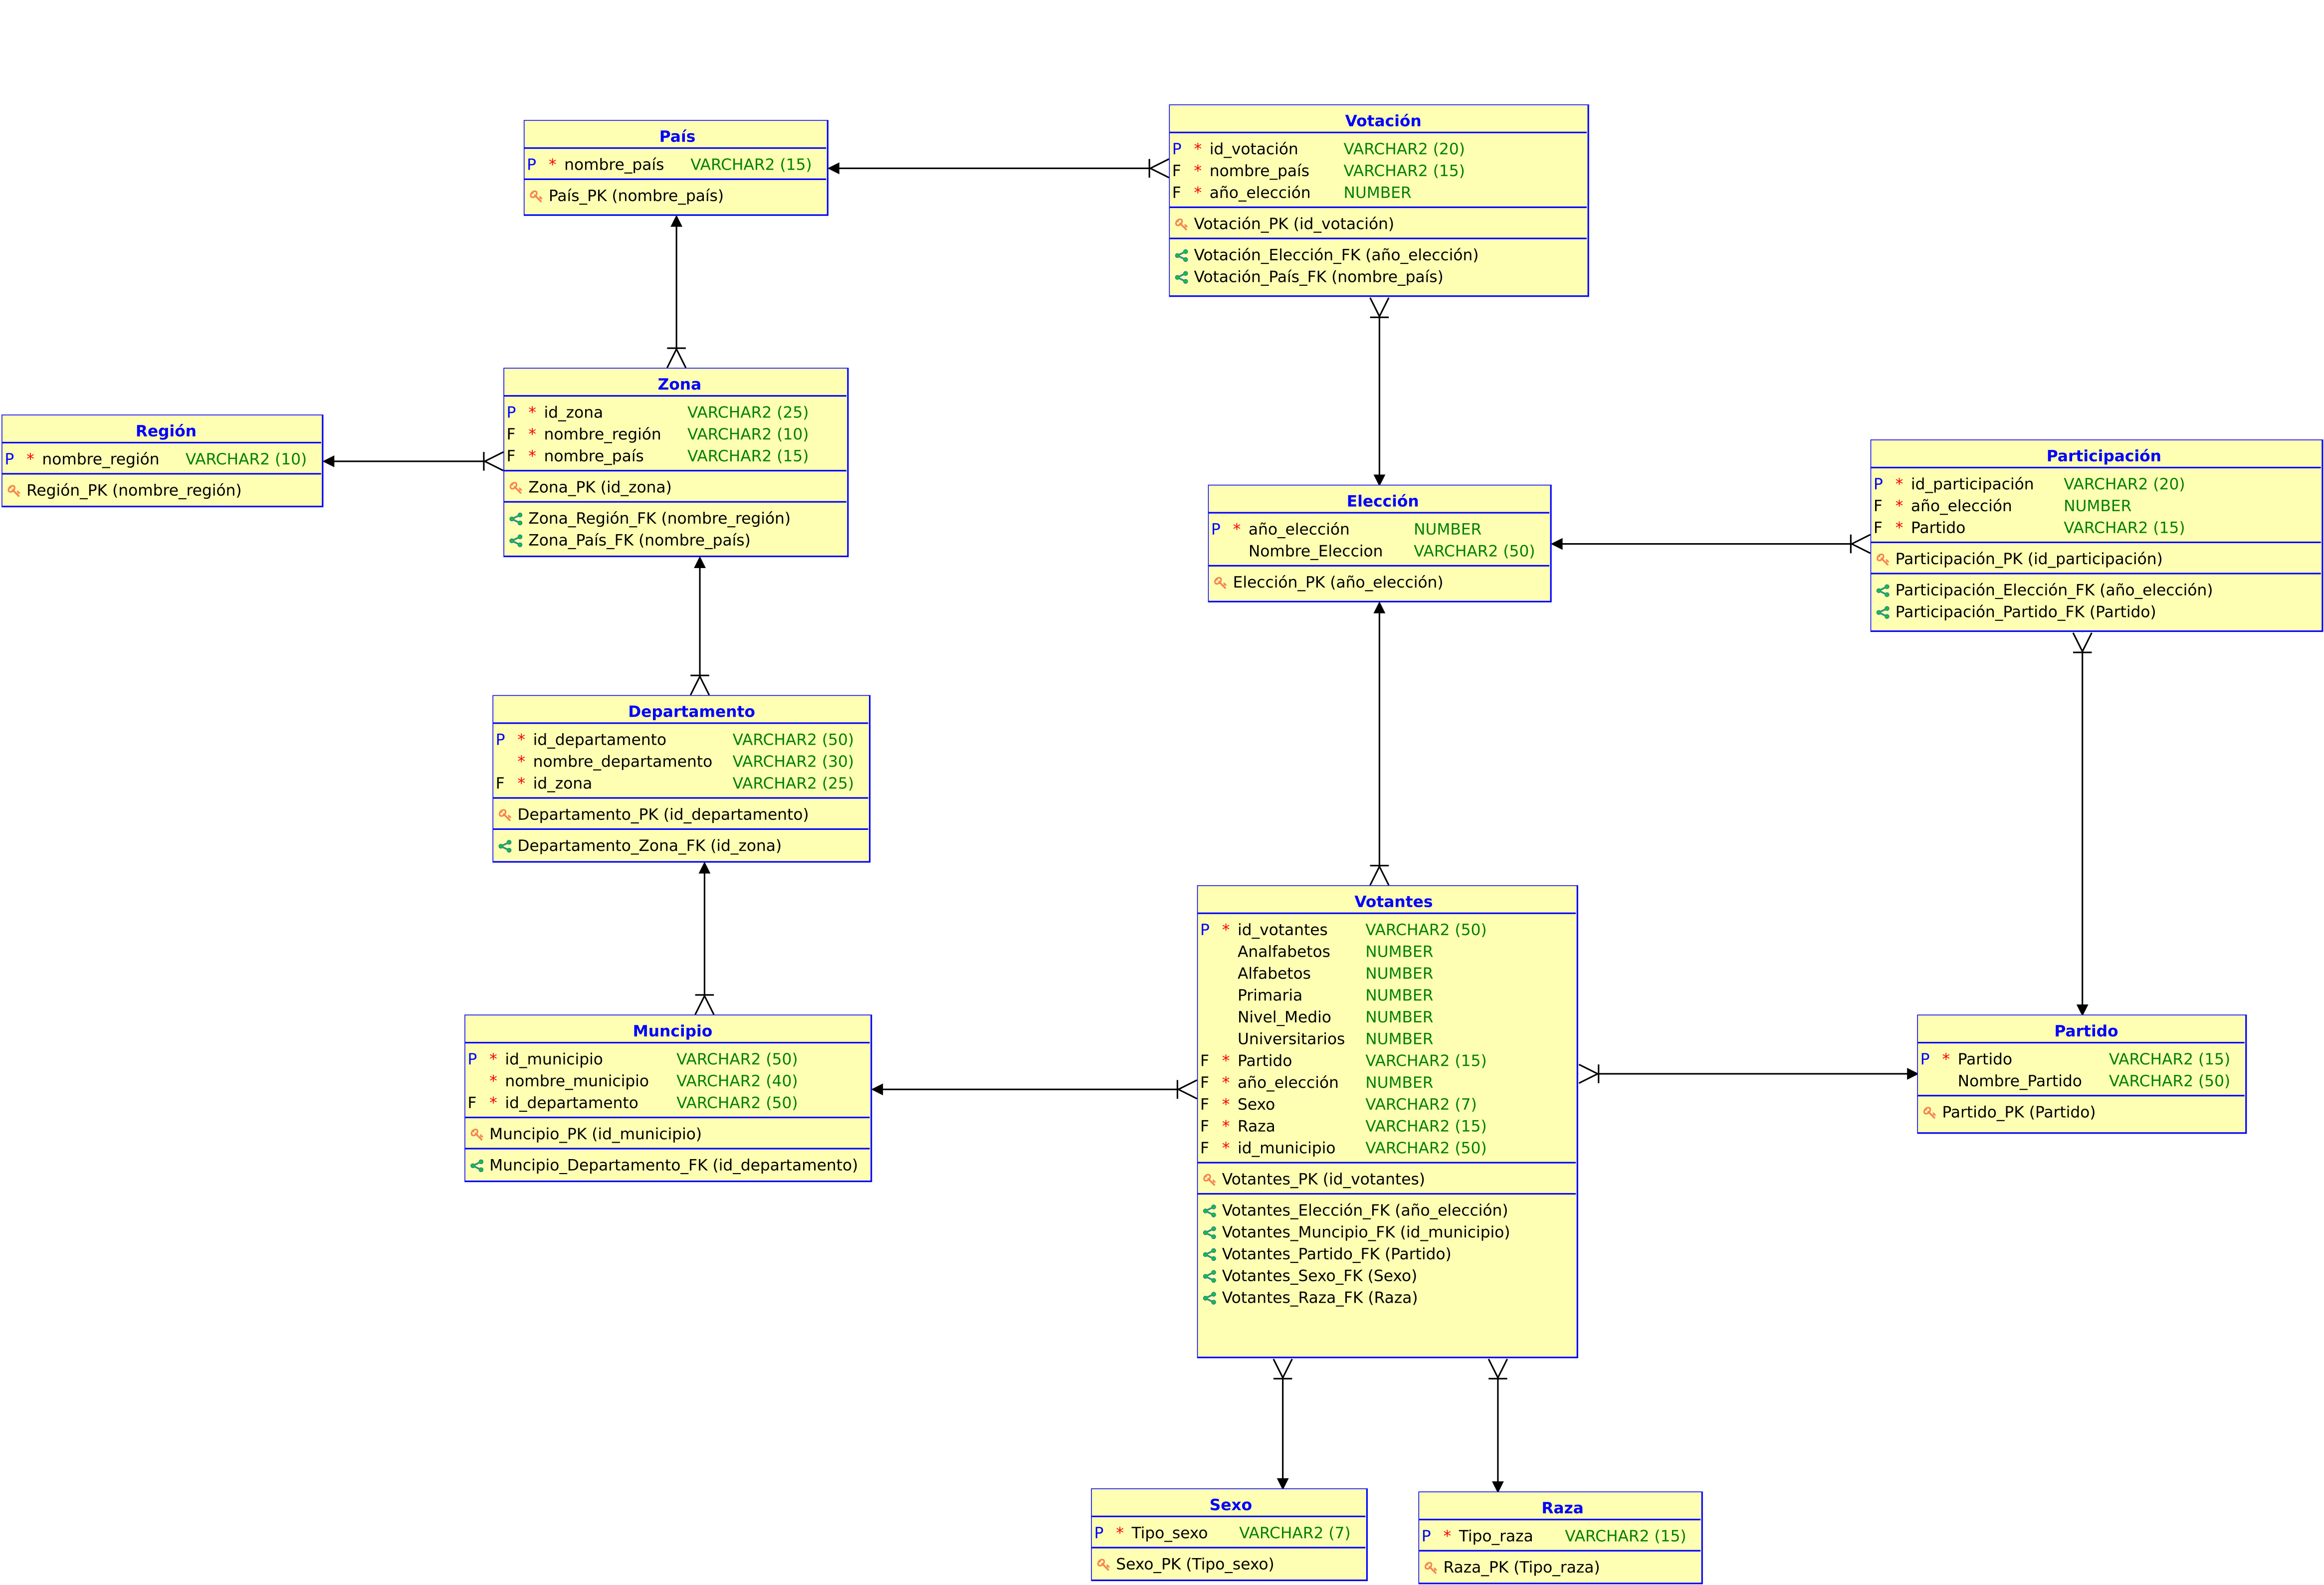 País
P * nombre_país VARCHAR2 (15)
País_PK (nombre_país)
Votación
P * id_votación VARCHAR2 (20)
F * nombre_país VARCHAR2 (15)
F * año_elección NUMBER
Votación_PK (id_votación)
Votación_Elección_FK (año_elección)
Votación_País_FK (nombre_país)
Región
P * nombre_región VARCHAR2 (10)
Región_PK (nombre_región)
Zona
P * id_zona VARCHAR2 (25)
F * nombre_región VARCHAR2 (10)
F * nombre_país VARCHAR2 (15)
Zona_PK (id_zona)
Zona_Región_FK (nombre_región)
Zona_País_FK (nombre_país)
Elección
P * año_elección NUMBER
Nombre_Eleccion VARCHAR2 (50)
Elección_PK (año_elección)
Participación
P * id_participación VARCHAR2 (20)
F * año_elección NUMBER
F * Partido VARCHAR2 (15)
Participación_PK (id_participación)
Participación_Elección_FK (año_elección)
Participación_Partido_FK (Partido)
Departamento
P * id_departamento VARCHAR2 (50)
* nombre_departamento VARCHAR2 (30)
F * id_zona VARCHAR2 (25)
Departamento_PK (id_departamento)
Departamento_Zona_FK (id_zona)
Muncipio
P * id_municipio VARCHAR2 (50)
* nombre_municipio VARCHAR2 (40)
F * id_departamento VARCHAR2 (50)
Muncipio_PK (id_municipio)
Muncipio_Departamento_FK (id_departamento)
Votantes
P * id_votantes VARCHAR2 (50)
Analfabetos NUMBER
Alfabetos NUMBER
Primaria NUMBER
Nivel_Medio NUMBER
Universitarios NUMBER
F * Partido VARCHAR2 (15)
F * año_elección NUMBER
F * Sexo VARCHAR2 (7)
F * Raza VARCHAR2 (15)
F * id_municipio VARCHAR2 (50)
Votantes_PK (id_votantes)
Votantes_Elección_FK (año_elección)
Votantes_Muncipio_FK (id_municipio)
Votantes_Partido_FK (Partido)
Votantes_Sexo_FK (Sexo)
Votantes_Raza_FK (Raza)
Partido
P * Partido VARCHAR2 (15)
Nombre_Partido VARCHAR2 (50)
Partido_PK (Partido)
Sexo
P * Tipo_sexo VARCHAR2 (7)
Sexo_PK (Tipo_sexo)
Raza
P * Tipo_raza VARCHAR2 (15)
Raza_PK (Tipo_raza)